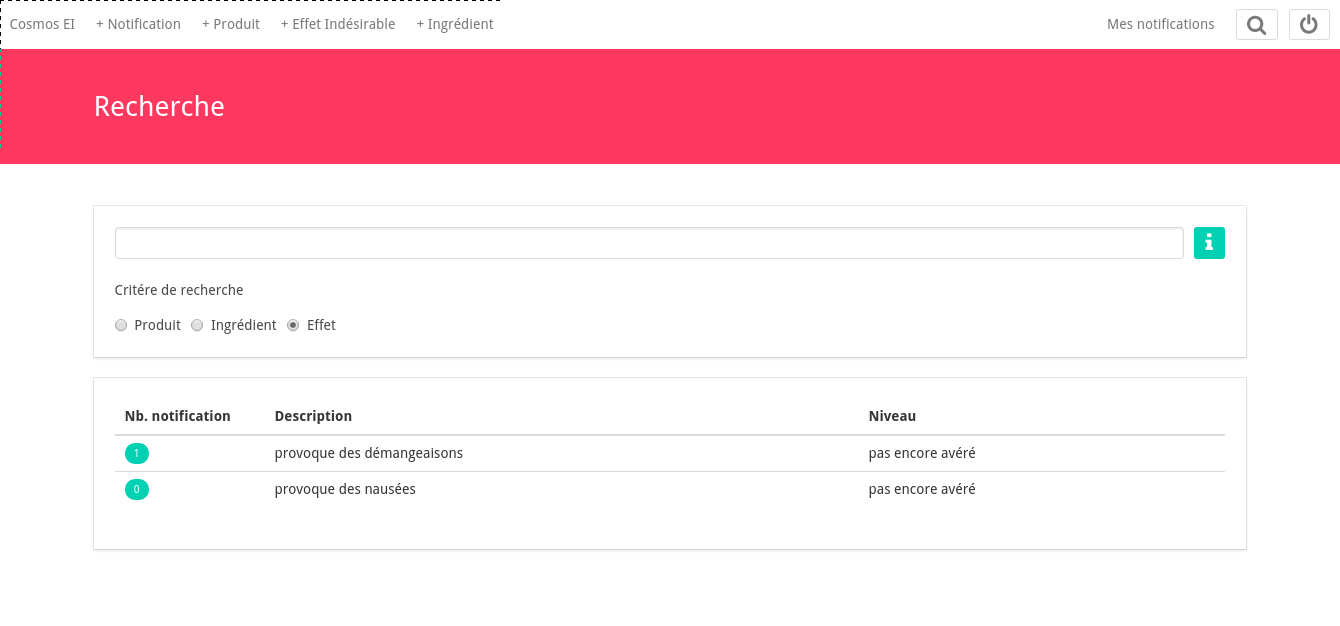 Cosmos EI + Notification + Produit + Effet Indésirable + Ingrédient Mes notifications
Recherche
Critére de recherche
Produit Ingrédient Effet
Nb. notification Description Niveau
1 provoque des démangeaisons pas encore avéré
0 provoque des nausées pas encore avéré